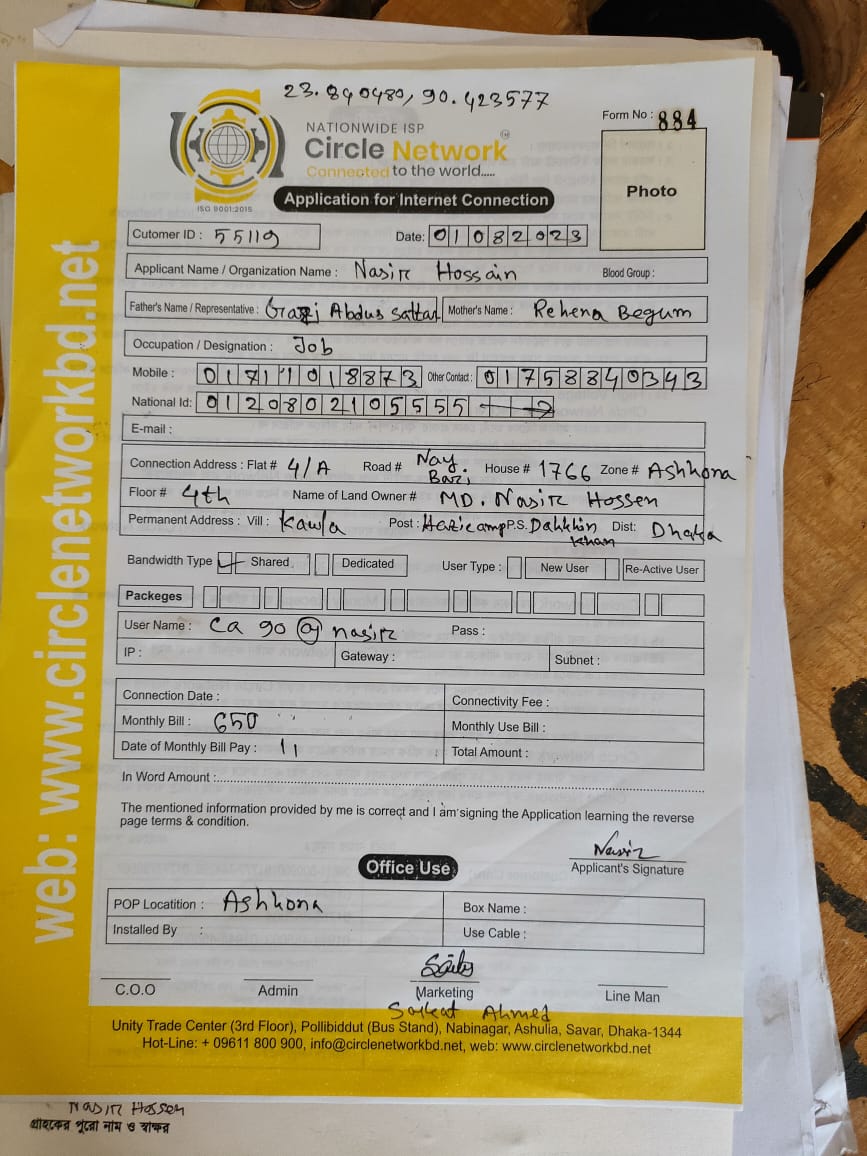 23.840480, 90.423577
Form No : 884
NATIONWIDE ISP
Circle Network
Connected to the world.....
ISO 9001:2015
Photo
Application for Internet Connection
Cutomer ID : 55119 Date: 01082023
Applicant Name / Organization Name : Nasir Hossain Blood Group :
Father's Name / Representative : Gazi Abdus Sattar Mother's Name : Rehena Begum
Occupation / Designation : Job
Mobile : 01711018873 Other Contact : 01758840343
National Id: 0120802105555
E-mail :
Connection Address : Flat # 4/A Road # Nay Bari House # 1766 Zone # Ashkona
Floor # 4th Name of Land Owner # MD. Nasir Hossen
Permanent Address : Vill : Kawla Post : Hazicamp P.S. Dakkhin khan Dist: Dhaka
Bandwidth Type Shared Dedicated User Type : New User Re-Active User
Packeges
User Name : Ca 90 @ nasir Pass :
IP : Gateway : Subnet :
Connection Date : Connectivity Fee :
Monthly Bill : 650 Monthly Use Bill :
Date of Monthly Bill Pay : 11 Total Amount :
In Word Amount :
The mentioned information provided by me is correct and I am signing the Application learning the reverse
page terms & condition.
Nasir
Applicant's Signature
Office Use
POP Locatition : Ashkona Box Name :
Installed By : Use Cable :
C.O.O Admin Marketing Line Man
Saikat Ahmed
Unity Trade Center (3rd Floor), Pollibiddut (Bus Stand), Nabinagar, Ashulia, Savar, Dhaka-1344
Hot-Line: + 09611 800 900, info@circlenetworkbd.net, web: www.circlenetworkbd.net
web: www.circlenetworkbd.net
Nasir Hossen
গ্রাহকের পুরো নাম ও স্বাক্ষর